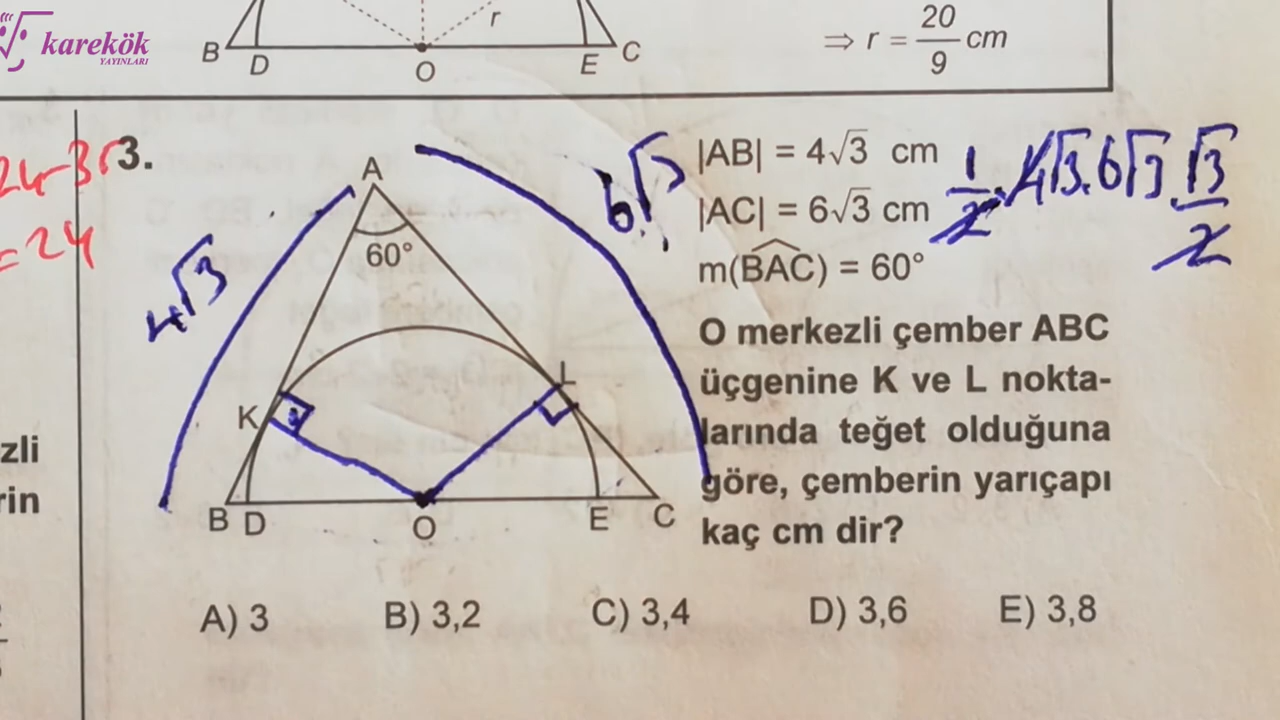 karekök
YAYINLARI
B D O E C
r
⇒ r = 20/9 cm
24-3r
= 24
3.
A
60°
K
L
B D O E C
4√3
6√3
|AB| = 4√3 cm
|AC| = 6√3 cm
m(BAC) = 60°
1/2 . 4√3 . 6√3 . √3/2
O merkezli çember ABC
üçgenine K ve L nokta-
larında teğet olduğuna
göre, çemberin yarıçapı
kaç cm dir?
zli
rin
A) 3 B) 3,2 C) 3,4 D) 3,6 E) 3,8